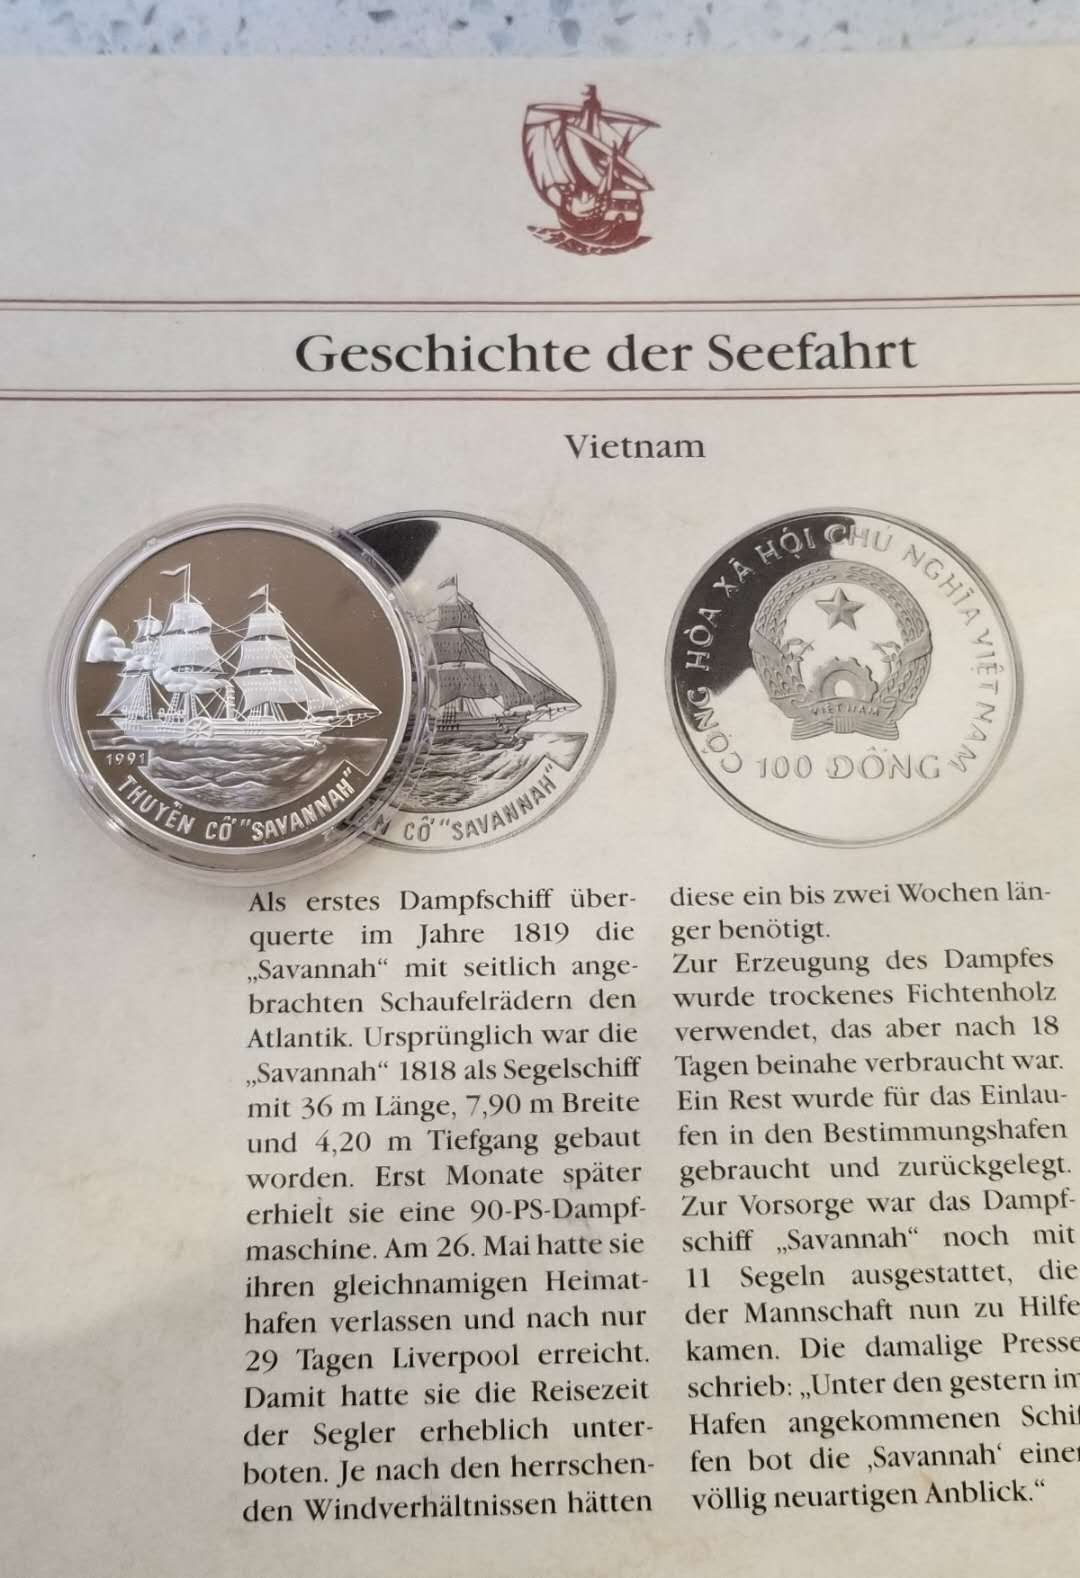 Geschichte der Seefahrt
Vietnam
1991
THUYỀN CỔ "SAVANNAH"
CỔ "SAVANNAH"
CỘNG HÒA XÃ HỘI CHỦ NGHĨA VIỆT NAM
VIETNAM
100 ĐỒNG
Als erstes Dampfschiff über-
querte im Jahre 1819 die
„Savannah“ mit seitlich ange-
brachten Schaufelrädern den
Atlantik. Ursprünglich war die
„Savannah“ 1818 als Segelschiff
mit 36 m Länge, 7,90 m Breite
und 4,20 m Tiefgang gebaut
worden. Erst Monate später
erhielt sie eine 90-PS-Dampf-
maschine. Am 26. Mai hatte sie
ihren gleichnamigen Heimat-
hafen verlassen und nach nur
29 Tagen Liverpool erreicht.
Damit hatte sie die Reisezeit
der Segler erheblich unter-
boten. Je nach den herrschen-
den Windverhältnissen hätten
diese ein bis zwei Wochen län-
ger benötigt.
Zur Erzeugung des Dampfes
wurde trockenes Fichtenholz
verwendet, das aber nach 18
Tagen beinahe verbraucht war.
Ein Rest wurde für das Einlau-
fen in den Bestimmungshafen
gebraucht und zurückgelegt.
Zur Vorsorge war das Dampf-
schiff „Savannah“ noch mit
11 Segeln ausgestattet, die
der Mannschaft nun zu Hilfe
kamen. Die damalige Presse
schrieb: „Unter den gestern im
Hafen angekommenen Schif
fen bot die ‚Savannah‘ einen
völlig neuartigen Anblick.“